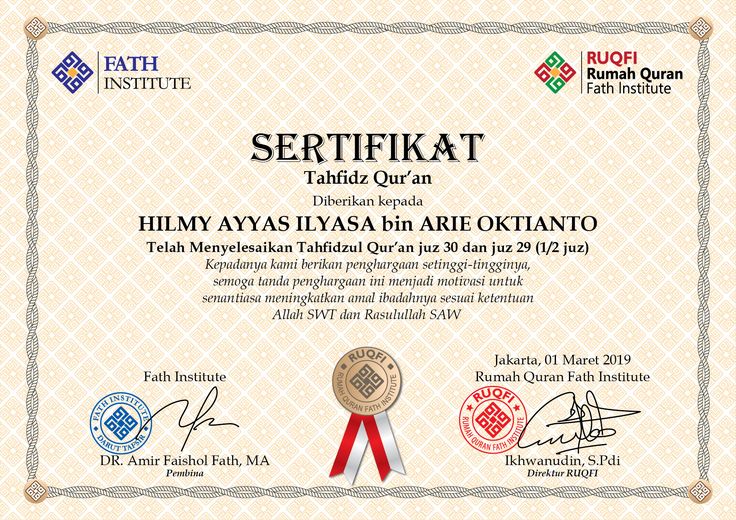 FATH
INSTITUTE
RUQFI
Rumah Quran
Fath Institute
SERTIFIKAT
Tahfidz Qur'an
Diberikan kepada
HILMY AYYAS ILYASA bin ARIE OKTIANTO
Telah Menyelesaikan Tahfidzul Qur'an juz 30 dan juz 29 (1/2 juz)
Kepadanya kami berikan penghargaan setinggi-tingginya,
semoga tanda penghargaan ini menjadi motivasi untuk
senantiasa meningkatkan amal ibadahnya sesuai ketentuan
Allah SWT dan Rasulullah SAW
Jakarta, 01 Maret 2019
Fath Institute
Rumah Quran Fath Institute
RUQFI
RUMAH QURAN FATH INSTITUTE
FATH INSTITUTE
DARUT TAFSIR
RUQFI
RUMAH QURAN FATH INSTITUTE
DR. Amir Faishol Fath, MA
Pembina
Ikhwanudin, S.Pdi
Direktur RUQFI